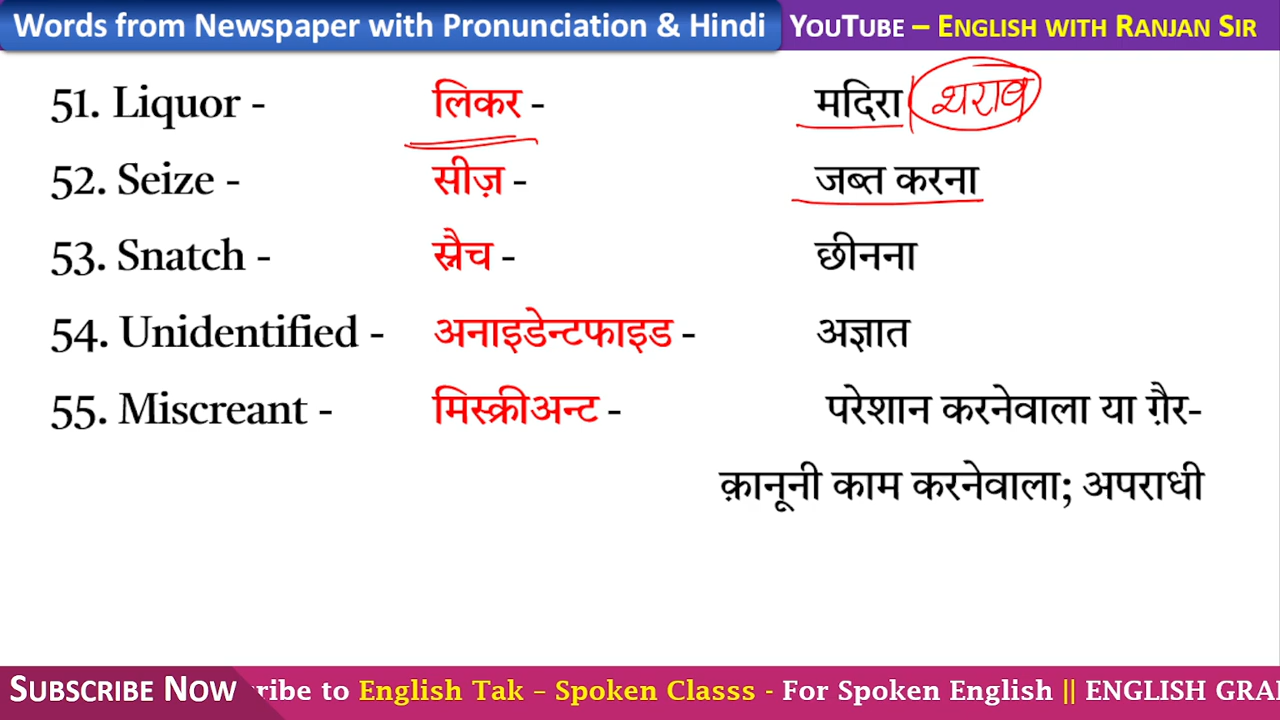 Words from Newspaper with Pronunciation & Hindi YouTube – English with Ranjan Sir
51. Liquor - लिकर - मदिरा शराब
52. Seize - सीज़ - जब्त करना
53. Snatch - स्नैच - छीनना
54. Unidentified - अनाइडेन्टफाइड - अज्ञात
55. Miscreant - मिस्क्रीअन्ट - परेशान करनेवाला या ग़ैर-
क़ानूनी काम करनेवाला; अपराधी
Subscribe Now cribe to English Tak – Spoken Classs - For Spoken English || ENGLISH GRA